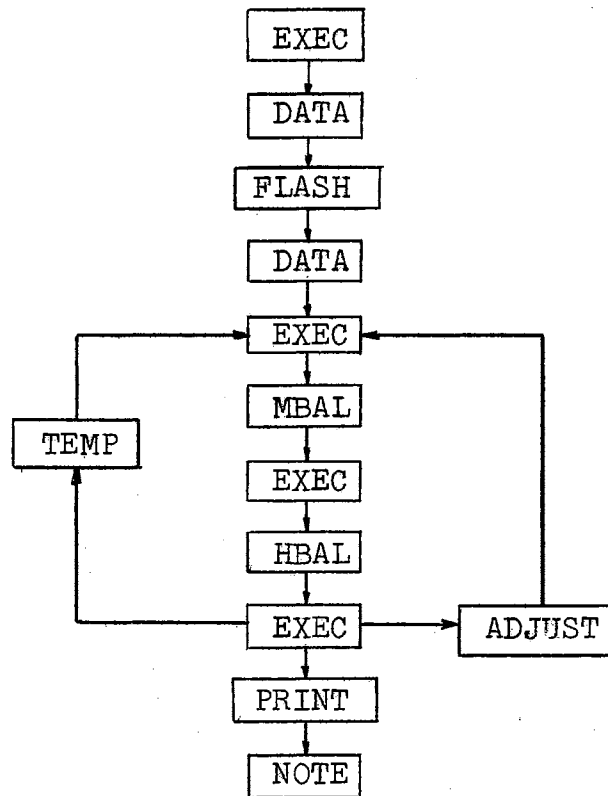 EXEC
DATA
FLASH
DATA
EXEC
MBAL
TEMP
EXEC
HBAL
EXEC
ADJUST
PRINT
NOTE